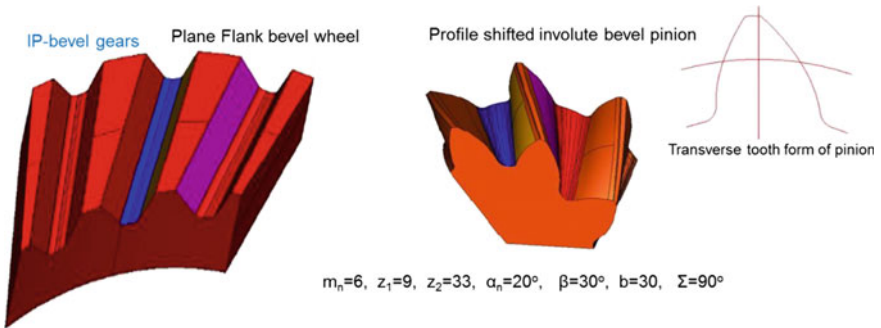 IP-bevel gears
Plane Flank bevel wheel
Profile shifted involute bevel pinion
Transverse tooth form of pinion
mₙ=6, z₁=9, z₂=33, αₙ=20°, β=30°, b=30, Σ=90°